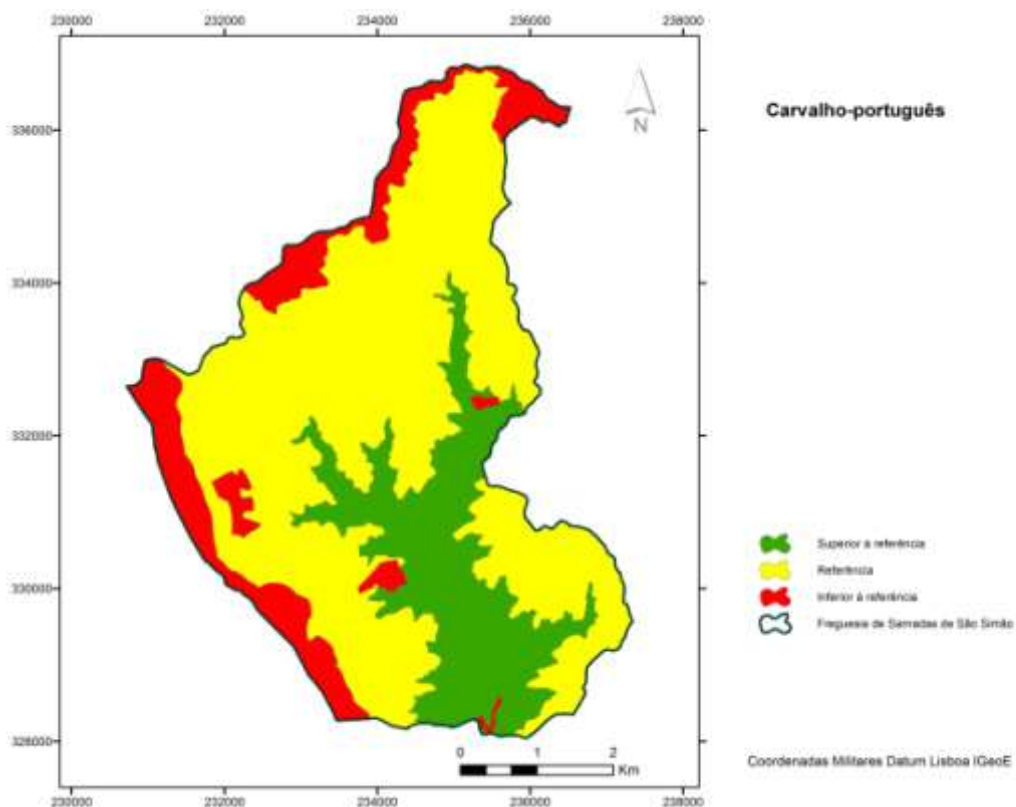 230000 232000 234000 236000 238000
336000
Carvalho-português
N
334000
332000
Superior à referência
330000
Referência
Inferior à referência
Freguesia de Sarnadas de São Simão
328000
0 1 2
Km
Coordenadas Militares Datum Lisboa IGeoE
230000 232000 234000 236000 238000